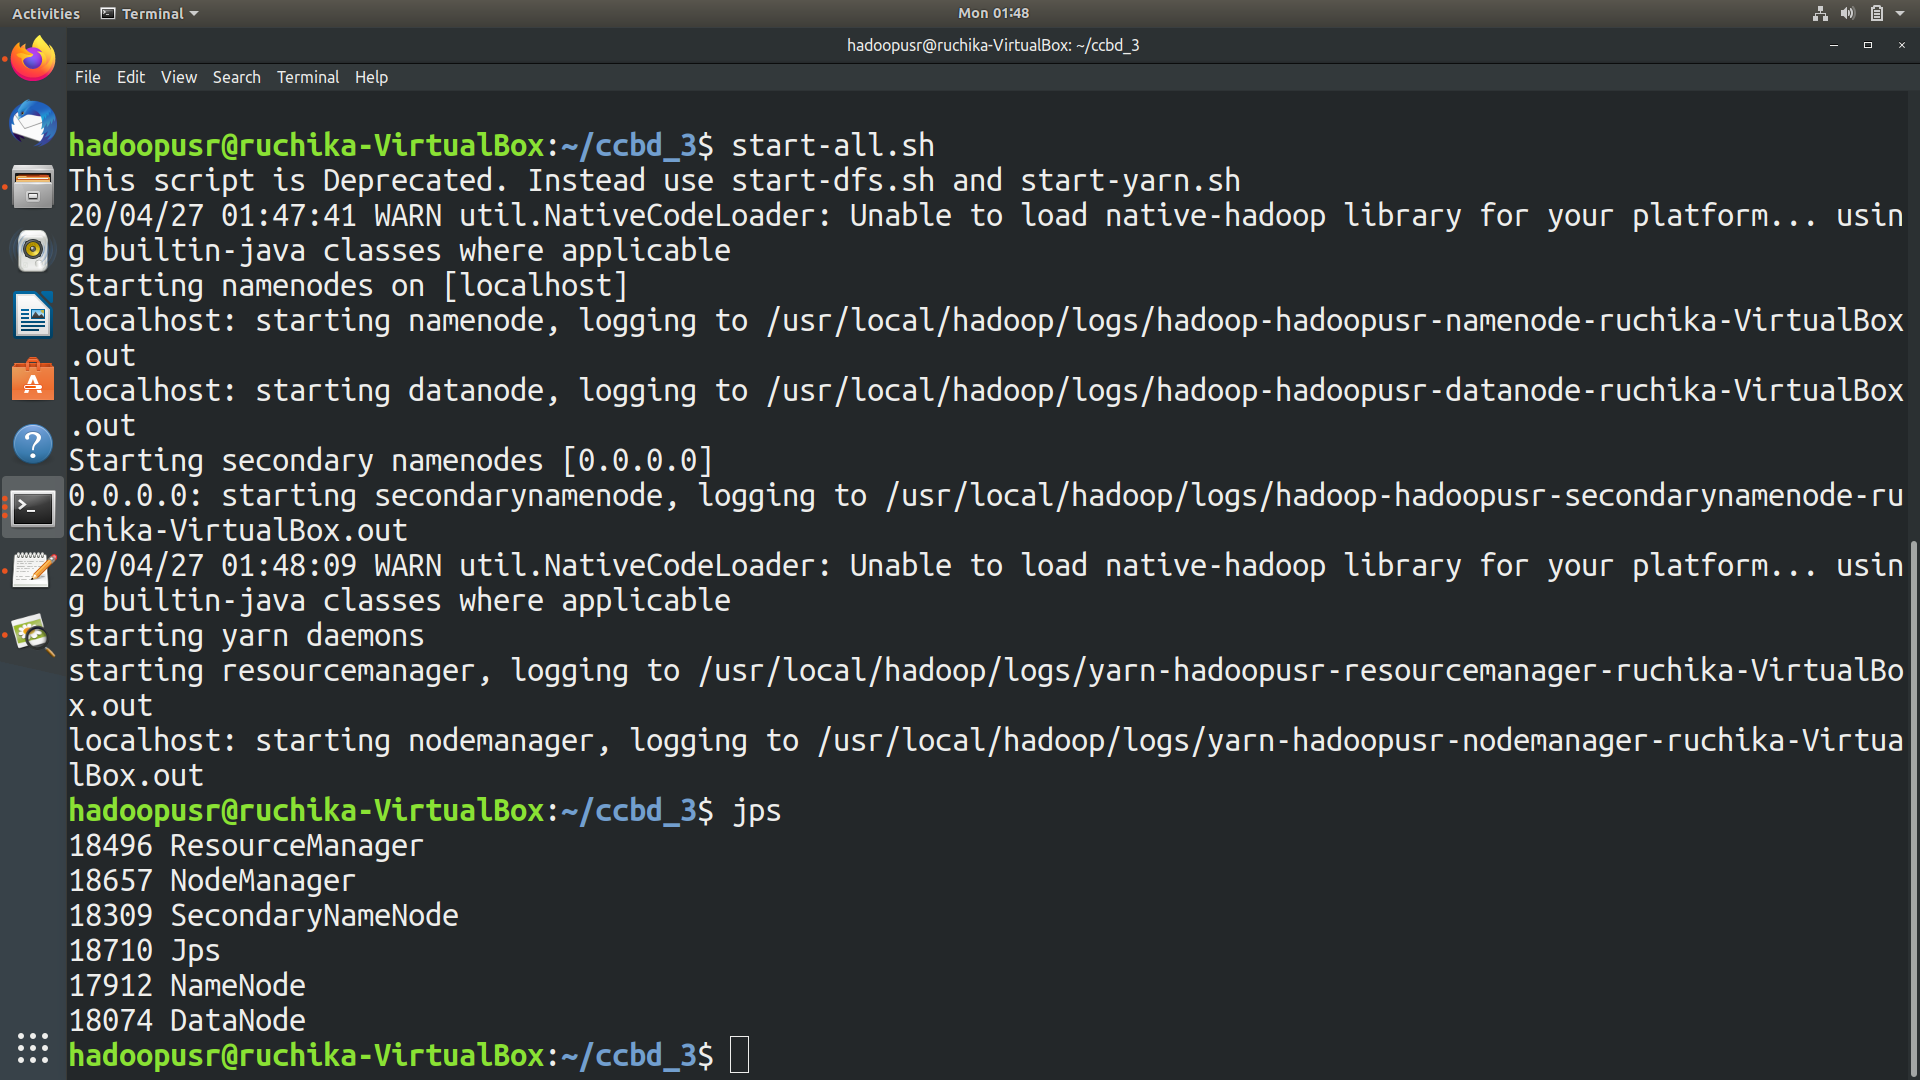 Activities Terminal Mon 01:48
hadoopusr@ruchika-VirtualBox: ~/ccbd_3
File Edit View Search Terminal Help
hadoopusr@ruchika-VirtualBox:~/ccbd_3$ start-all.sh
This script is Deprecated. Instead use start-dfs.sh and start-yarn.sh
20/04/27 01:47:41 WARN util.NativeCodeLoader: Unable to load native-hadoop library for your platform... usin
g builtin-java classes where applicable
Starting namenodes on [localhost]
localhost: starting namenode, logging to /usr/local/hadoop/logs/hadoop-hadoopusr-namenode-ruchika-VirtualBox
.out
localhost: starting datanode, logging to /usr/local/hadoop/logs/hadoop-hadoopusr-datanode-ruchika-VirtualBox
.out
Starting secondary namenodes [0.0.0.0]
0.0.0.0: starting secondarynamenode, logging to /usr/local/hadoop/logs/hadoop-hadoopusr-secondarynamenode-ru
chika-VirtualBox.out
20/04/27 01:48:09 WARN util.NativeCodeLoader: Unable to load native-hadoop library for your platform... usin
g builtin-java classes where applicable
starting yarn daemons
starting resourcemanager, logging to /usr/local/hadoop/logs/yarn-hadoopusr-resourcemanager-ruchika-VirtualBo
x.out
localhost: starting nodemanager, logging to /usr/local/hadoop/logs/yarn-hadoopusr-nodemanager-ruchika-Virtua
lBox.out
hadoopusr@ruchika-VirtualBox:~/ccbd_3$ jps
18496 ResourceManager
18657 NodeManager
18309 SecondaryNameNode
18710 Jps
17912 NameNode
18074 DataNode
hadoopusr@ruchika-VirtualBox:~/ccbd_3$